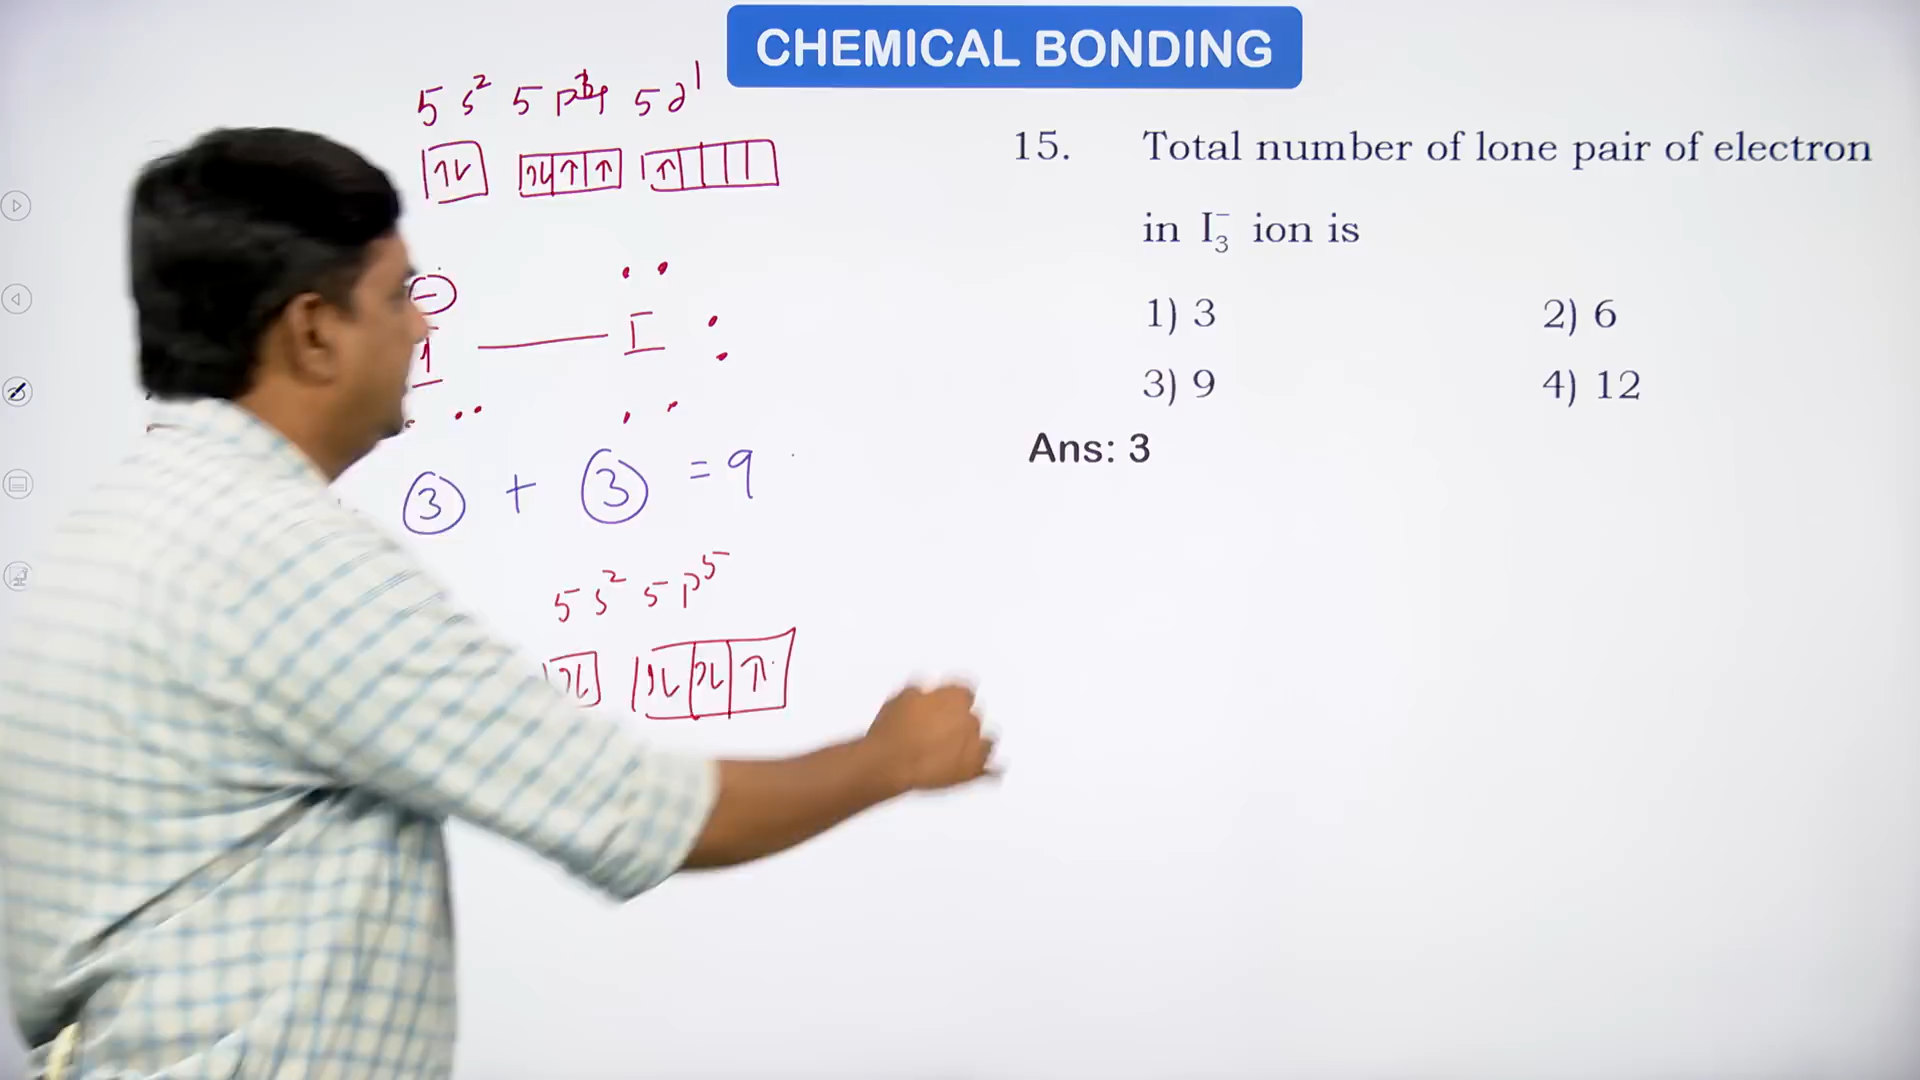 CHEMICAL BONDING
5s² 5p 5d¹
15. Total number of lone pair of electron
in I₃⁻ ion is
I — I
1) 3 2) 6
3) 9 4) 12
Ans: 3
3 + 3 = 9
5s² 5p⁵